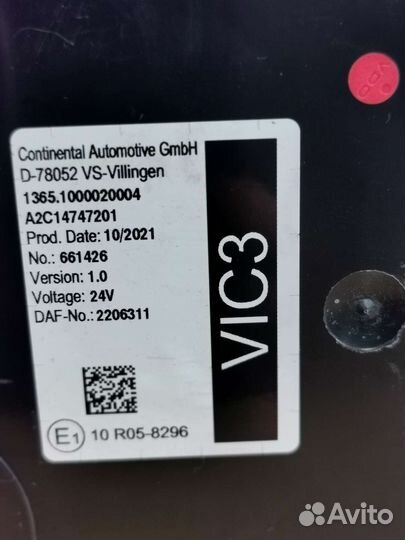 Continental Automotive GmbH
D-78052 VS-Villingen
1365.1000020004
A2C14747201
Prod. Date: 10/2021
No.: 661426
Version: 1.0
Voltage: 24V
DAF-No.: 2206311
VIC3
E1 10 R05-8296
VDO
Avito